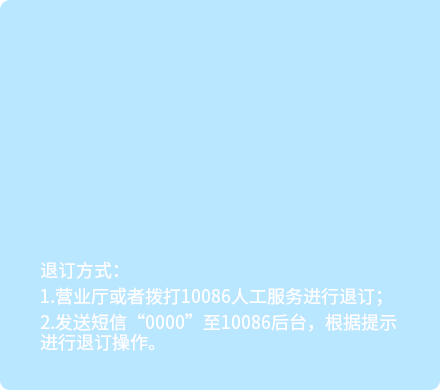 退订方式：
1.营业厅或者拨打10086人工服务进行退订；
2.发送短信“0000”至10086后台，根据提示
进行退订操作。